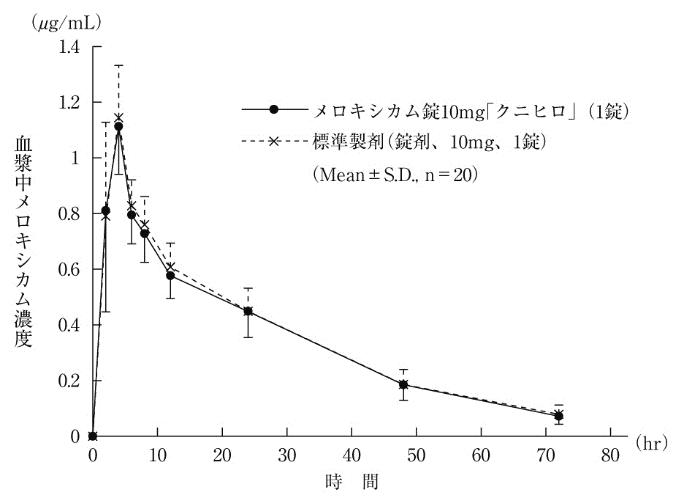 (μg/mL)
1.4
1.2
1
0.8
0.6
0.4
0.2
0
血漿中メロキシカム濃度
メロキシカム錠10mg「クニヒロ」(1錠)
標準製剤(錠剤、10mg、1錠)
(Mean±S.D., n=20)
0 10 20 30 40 50 60 70 80 (hr)
時 間